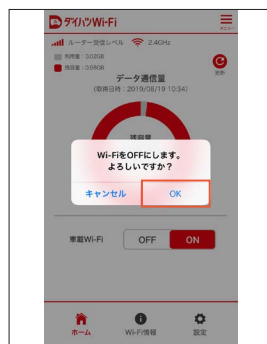 ダイハツWi-Fi
メニュー
ルーター受信レベル 2.4GHz
利用量：0.02GB
残容量：0.98GB
更新
データ通信量
(取得日時：2019/08/19 10:34)
残容量
Wi-FiをOFFにします。
よろしいですか？
キャンセル OK
車載Wi-Fi OFF ON
ホーム Wi-Fi情報 設定